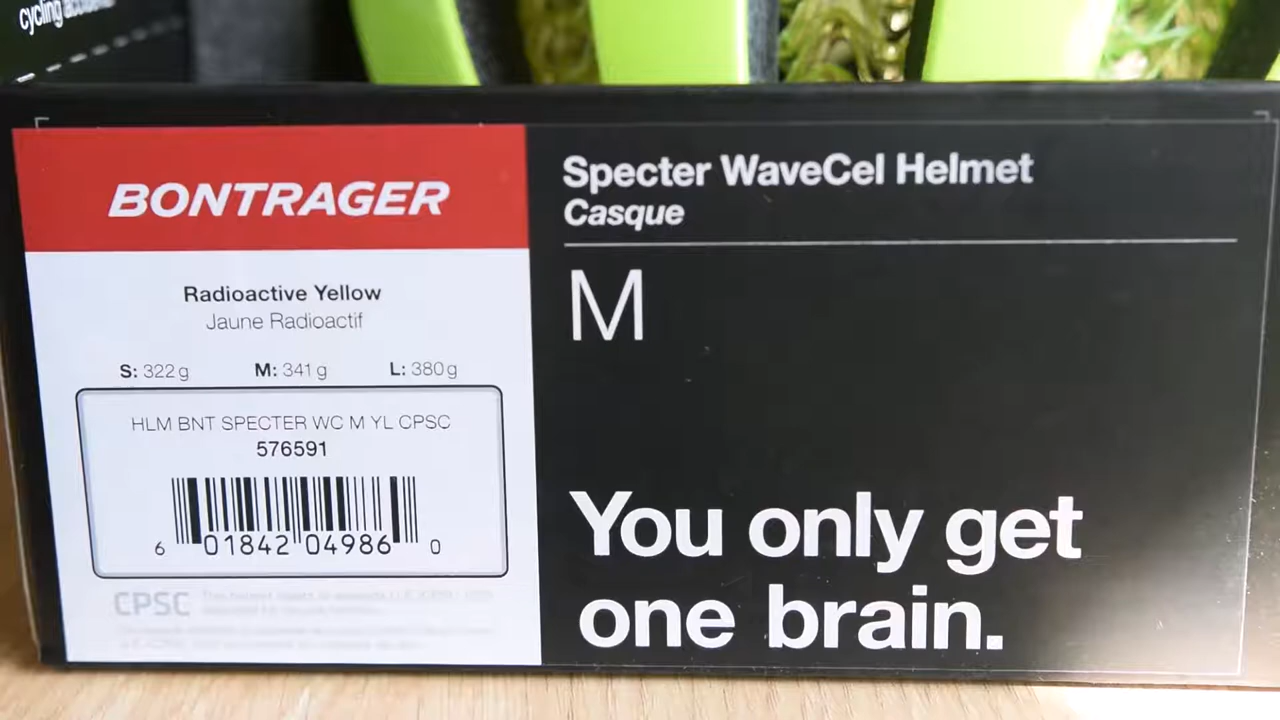 cycling
BONTRAGER
Radioactive Yellow
Jaune Radioactif
S: 322 g M: 341 g L: 380 g
HLM BNT SPECTER WC M YL CPSC
576591
6 01842 04986 0
CPSC
Specter WaveCel Helmet
Casque
M
You only get
one brain.